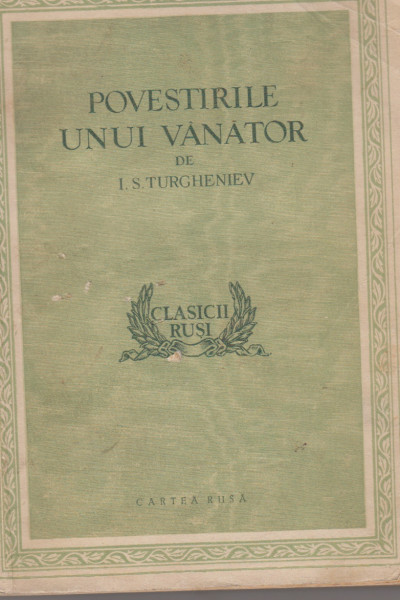 POVESTIRILE
UNUI VÂNĂTOR
DE
I. S. TURGHENIEV
CLASICII
RUȘI
CARTEA RUSĂ